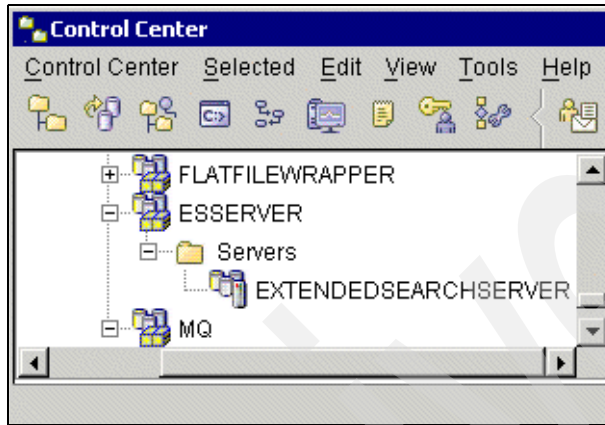 Control Center
Control Center Selected Edit View Tools Help
C:>
FLATFILEWRAPPER
ESSERVER
Servers
EXTENDEDSEARCHSERVER
MQ